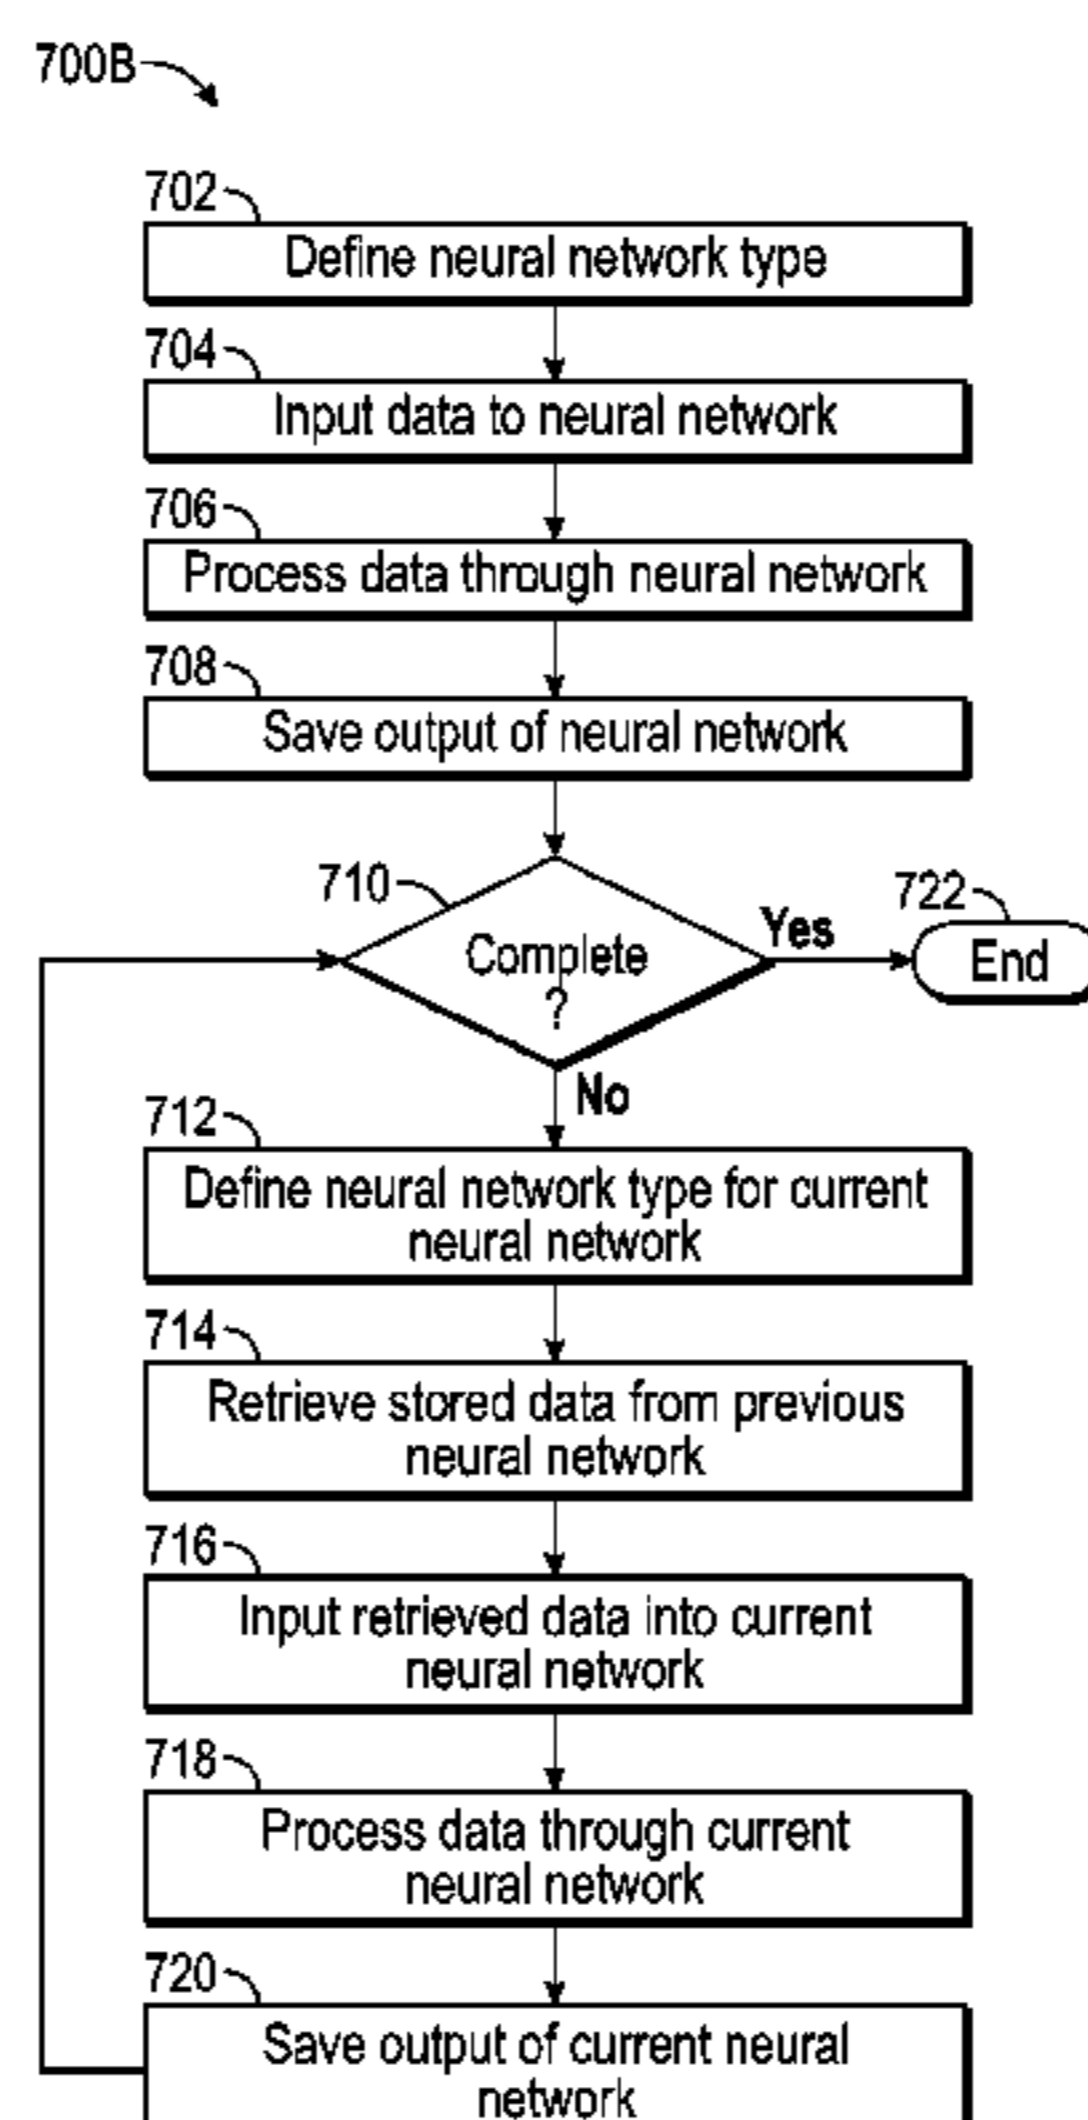 700B
702
Define neural network type
704
Input data to neural network
706
Process data through neural network
708
Save output of neural network
710
Complete
?
Yes
722
End
No
712
Define neural network type for current
neural network
714
Retrieve stored data from previous
neural network
716
Input retrieved data into current
neural network
718
Process data through current
neural network
720
Save output of current neural
network